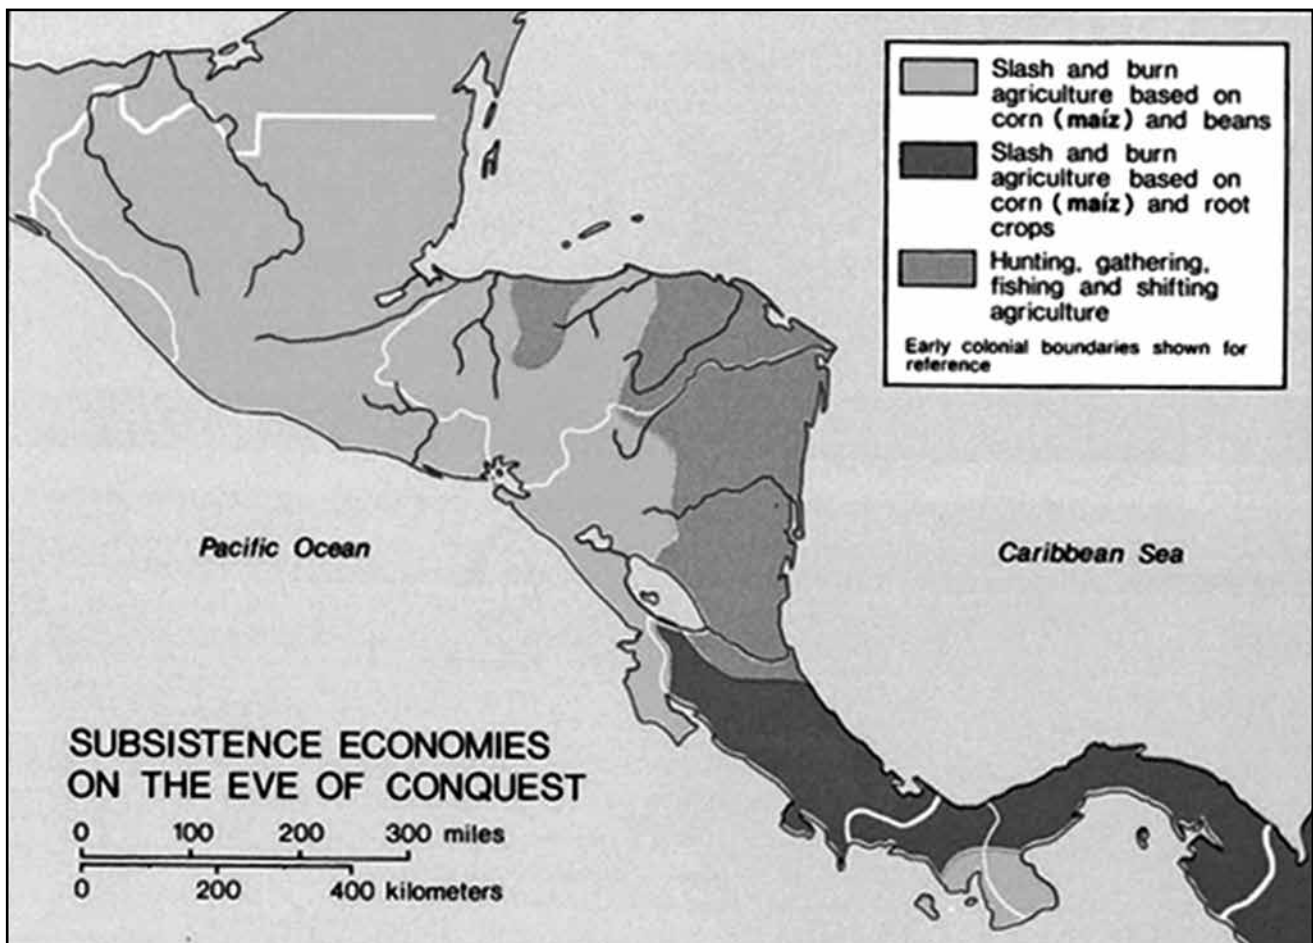 Slash and burn
agriculture based on
corn (maíz) and beans
Slash and burn
agriculture based on
corn (maíz) and root
crops
Hunting, gathering,
fishing and shifting
agriculture
Early colonial boundaries shown for
reference
Pacific Ocean
Caribbean Sea
SUBSISTENCE ECONOMIES
ON THE EVE OF CONQUEST
0 100 200 300 miles
0 200 400 kilometers